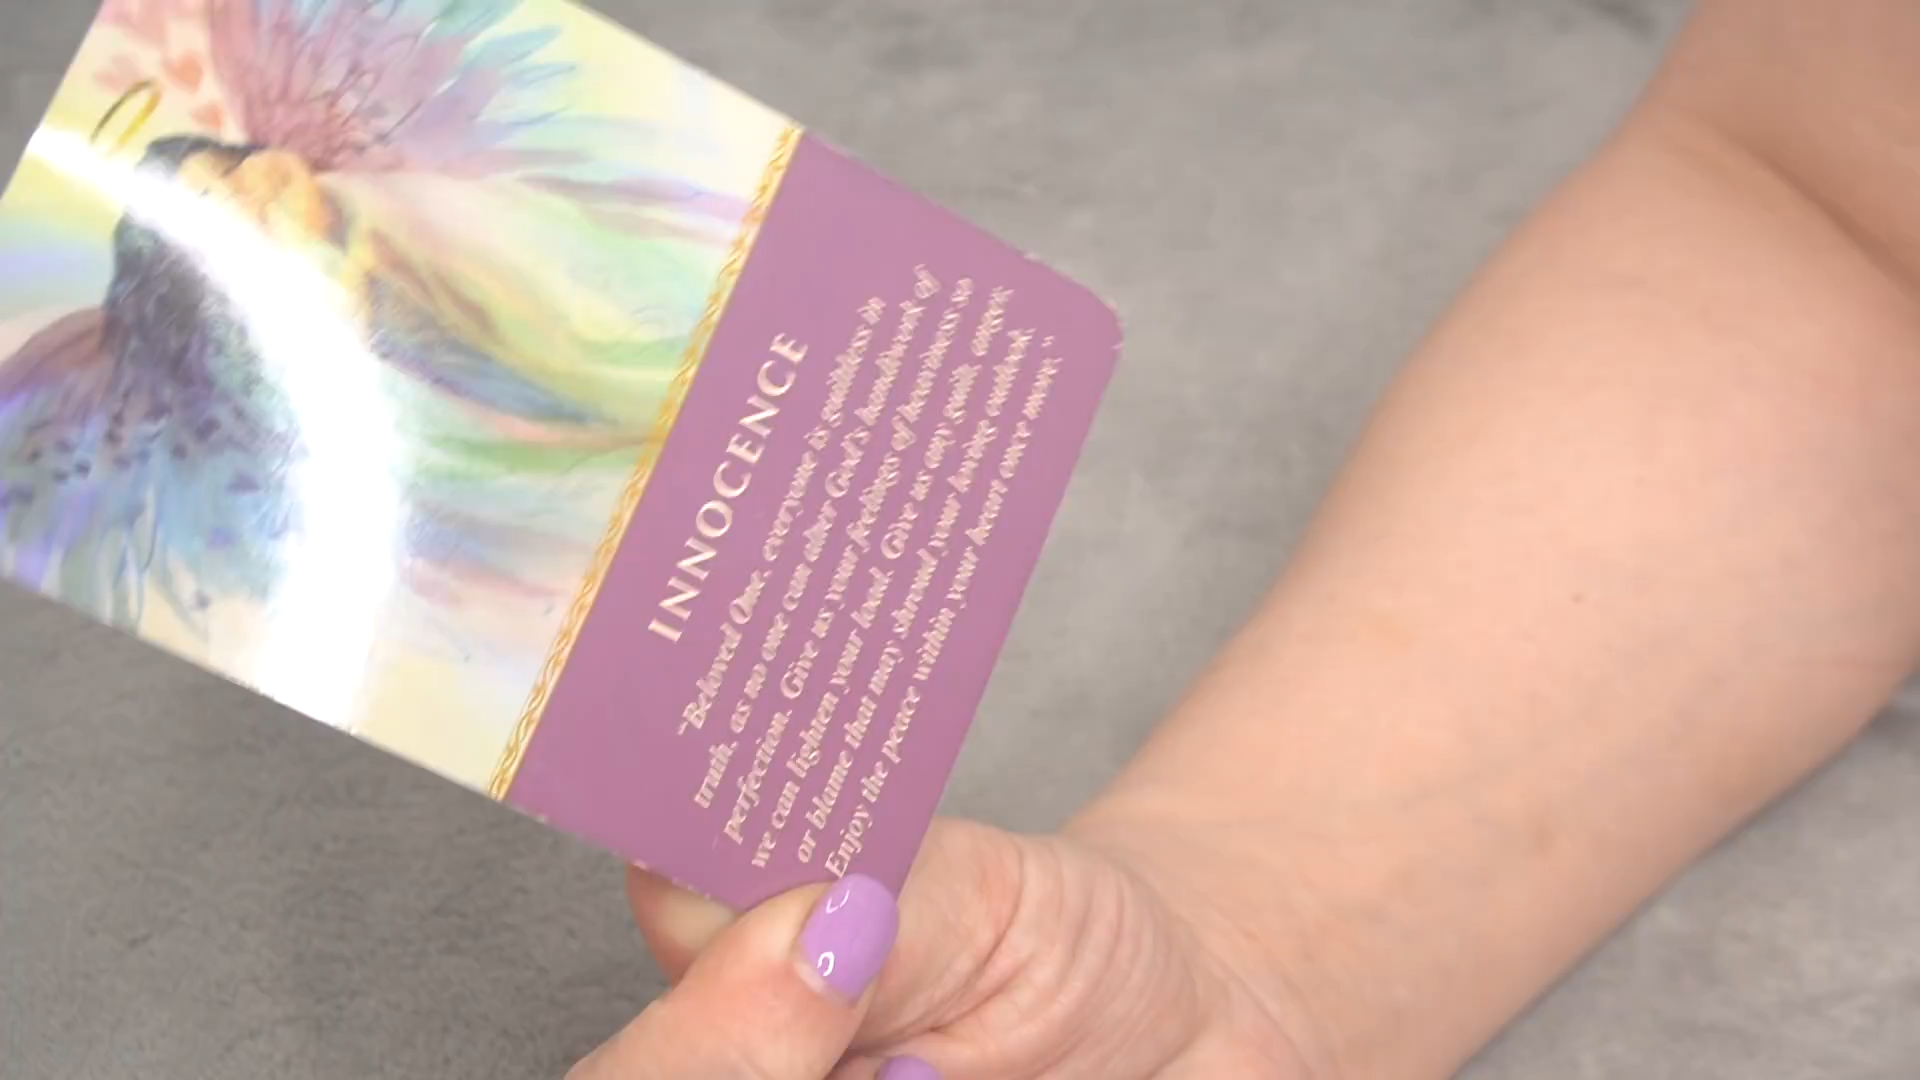 INNOCENCE
"Beloved One, everyone is guiltless in
truth, as no one can alter God's handiwork of
perfection. Give us your feelings of heaviness so
we can lighten your load. Give us any guilt, anger,
or blame that may shroud your loving outlook.
Enjoy the peace within your heart once more."